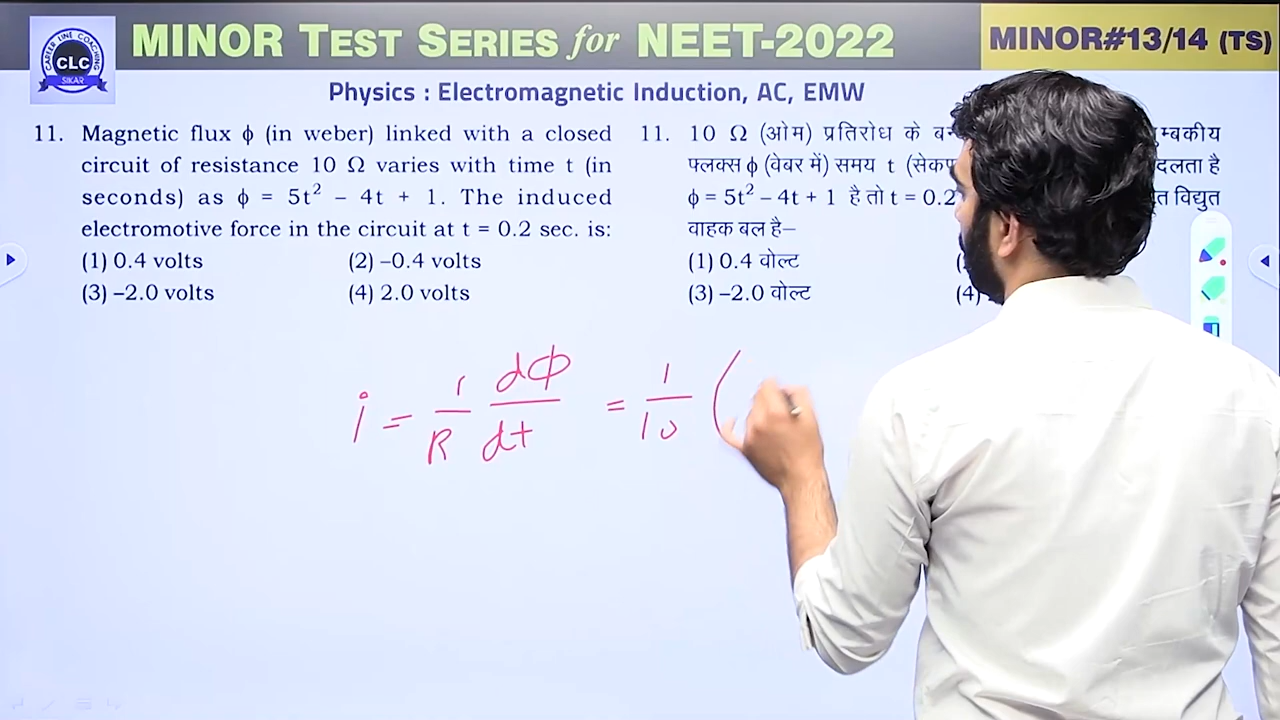 MINOR TEST SERIES for NEET-2022
MINOR#13/14 (TS)
CAREER LINE COACHING
CLC
SIKAR
Physics : Electromagnetic Induction, AC, EMW
11. Magnetic flux ϕ (in weber) linked with a closed
circuit of resistance 10 Ω varies with time t (in
seconds) as ϕ = 5t² – 4t + 1. The induced
electromotive force in the circuit at t = 0.2 sec. is:
(1) 0.4 volts (2) –0.4 volts
(3) –2.0 volts (4) 2.0 volts
11. 10 Ω (ओम) प्रतिरोध के
फ्लक्स ϕ (वेबर में) समय t
ϕ = 5t² – 4t + 1 है तो t = 0.2 विद्युत
वाहक बल है–
(1) 0.4 वोल्ट
(3) –2.0 वोल्ट (4)
i = 1/R dϕ/dt = 1/10 (